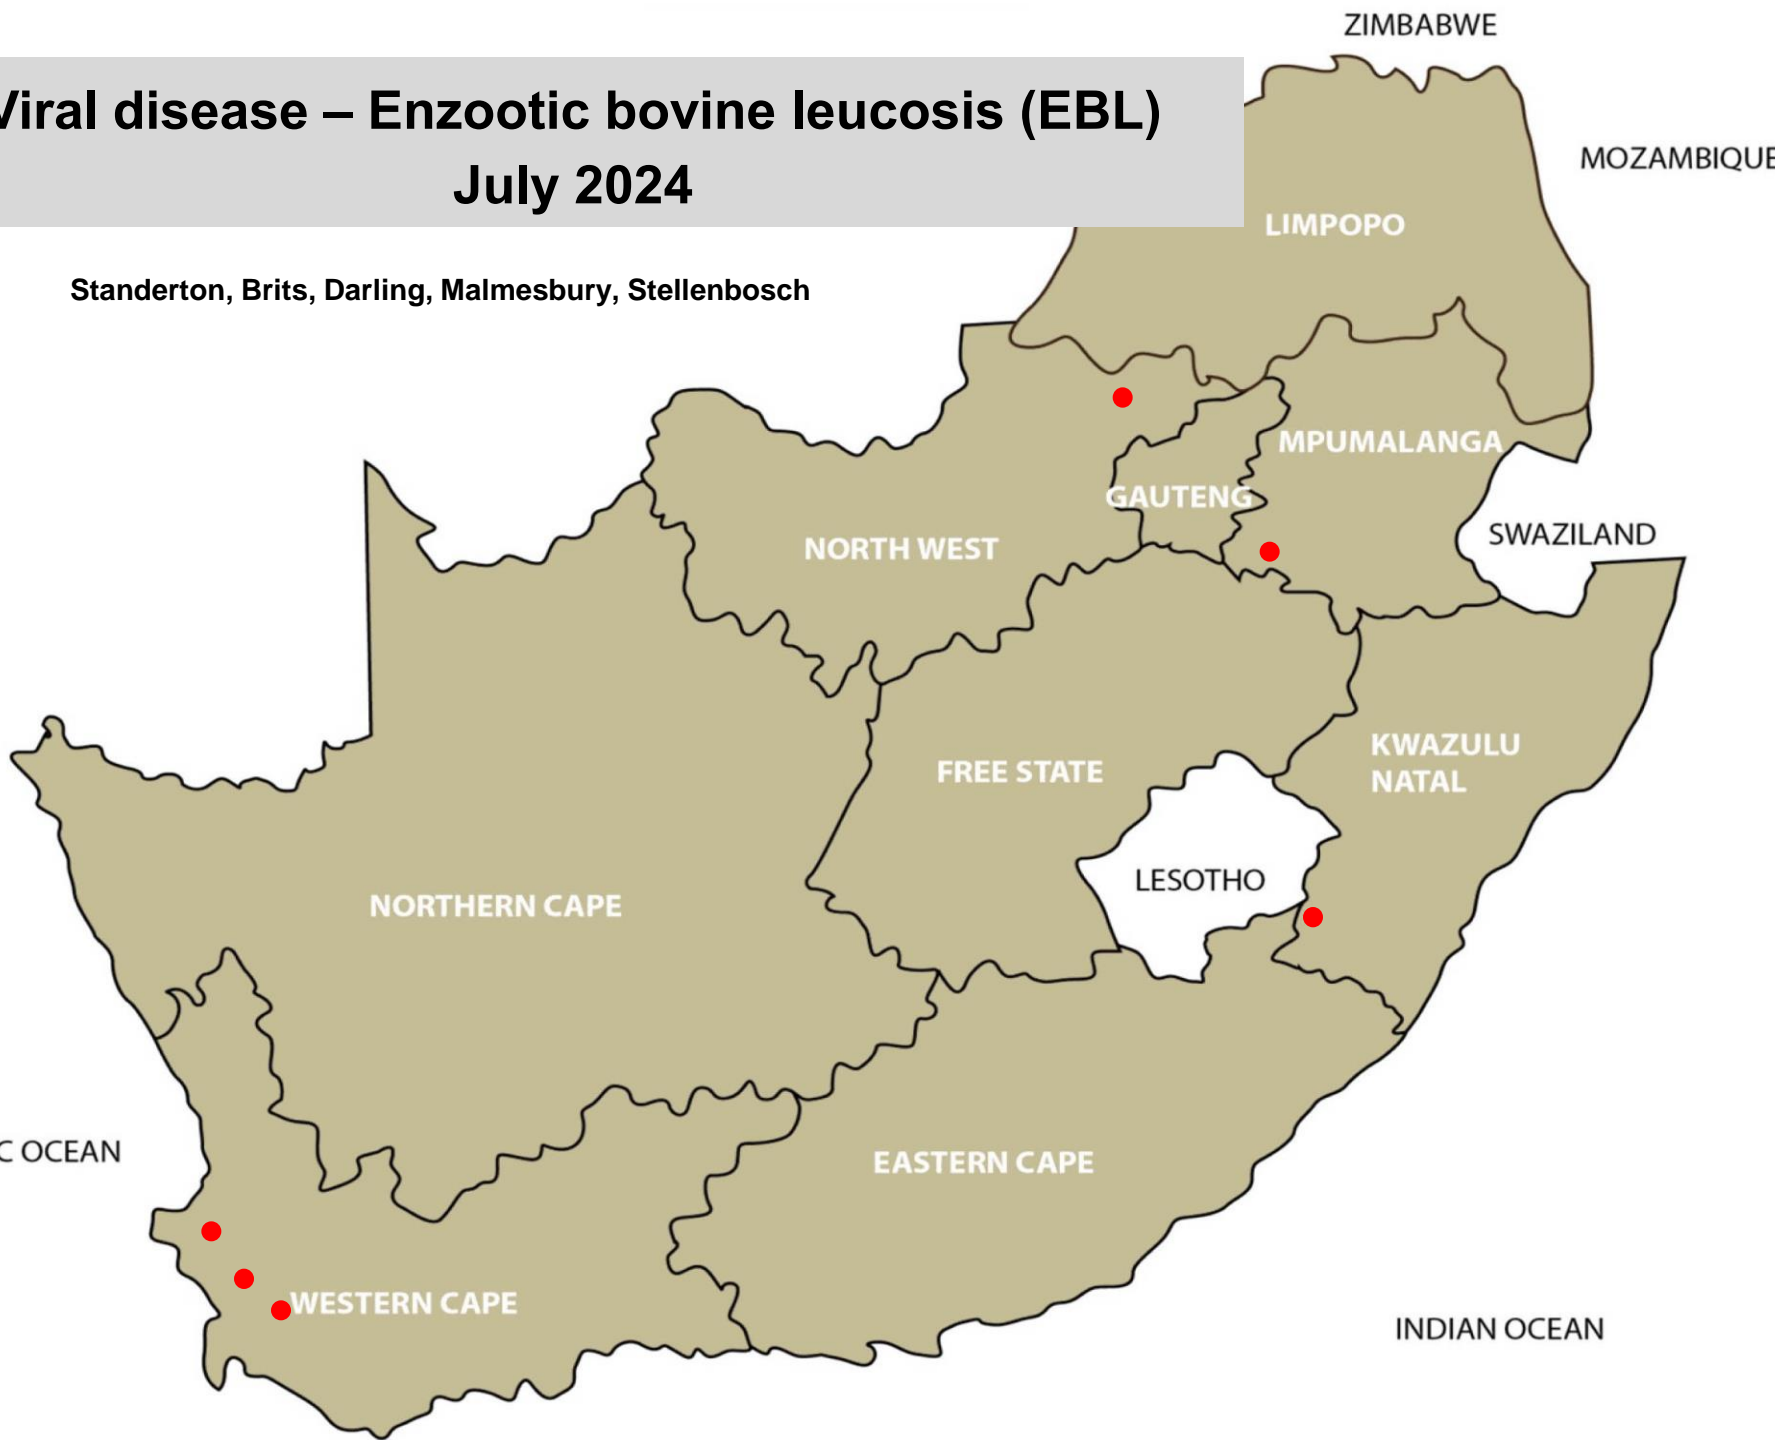 ZIMBABWE
Viral disease – Enzootic bovine leucosis (EBL)
July 2024
MOZAMBIQUE
LIMPOPO
Standerton, Brits, Darling, Malmesbury, Stellenbosch
MPUMALANGA
GAUTENG
SWAZILAND
NORTH WEST
KWAZULU
NATAL
FREE STATE
LESOTHO
NORTHERN CAPE
C OCEAN
EASTERN CAPE
WESTERN CAPE
INDIAN OCEAN